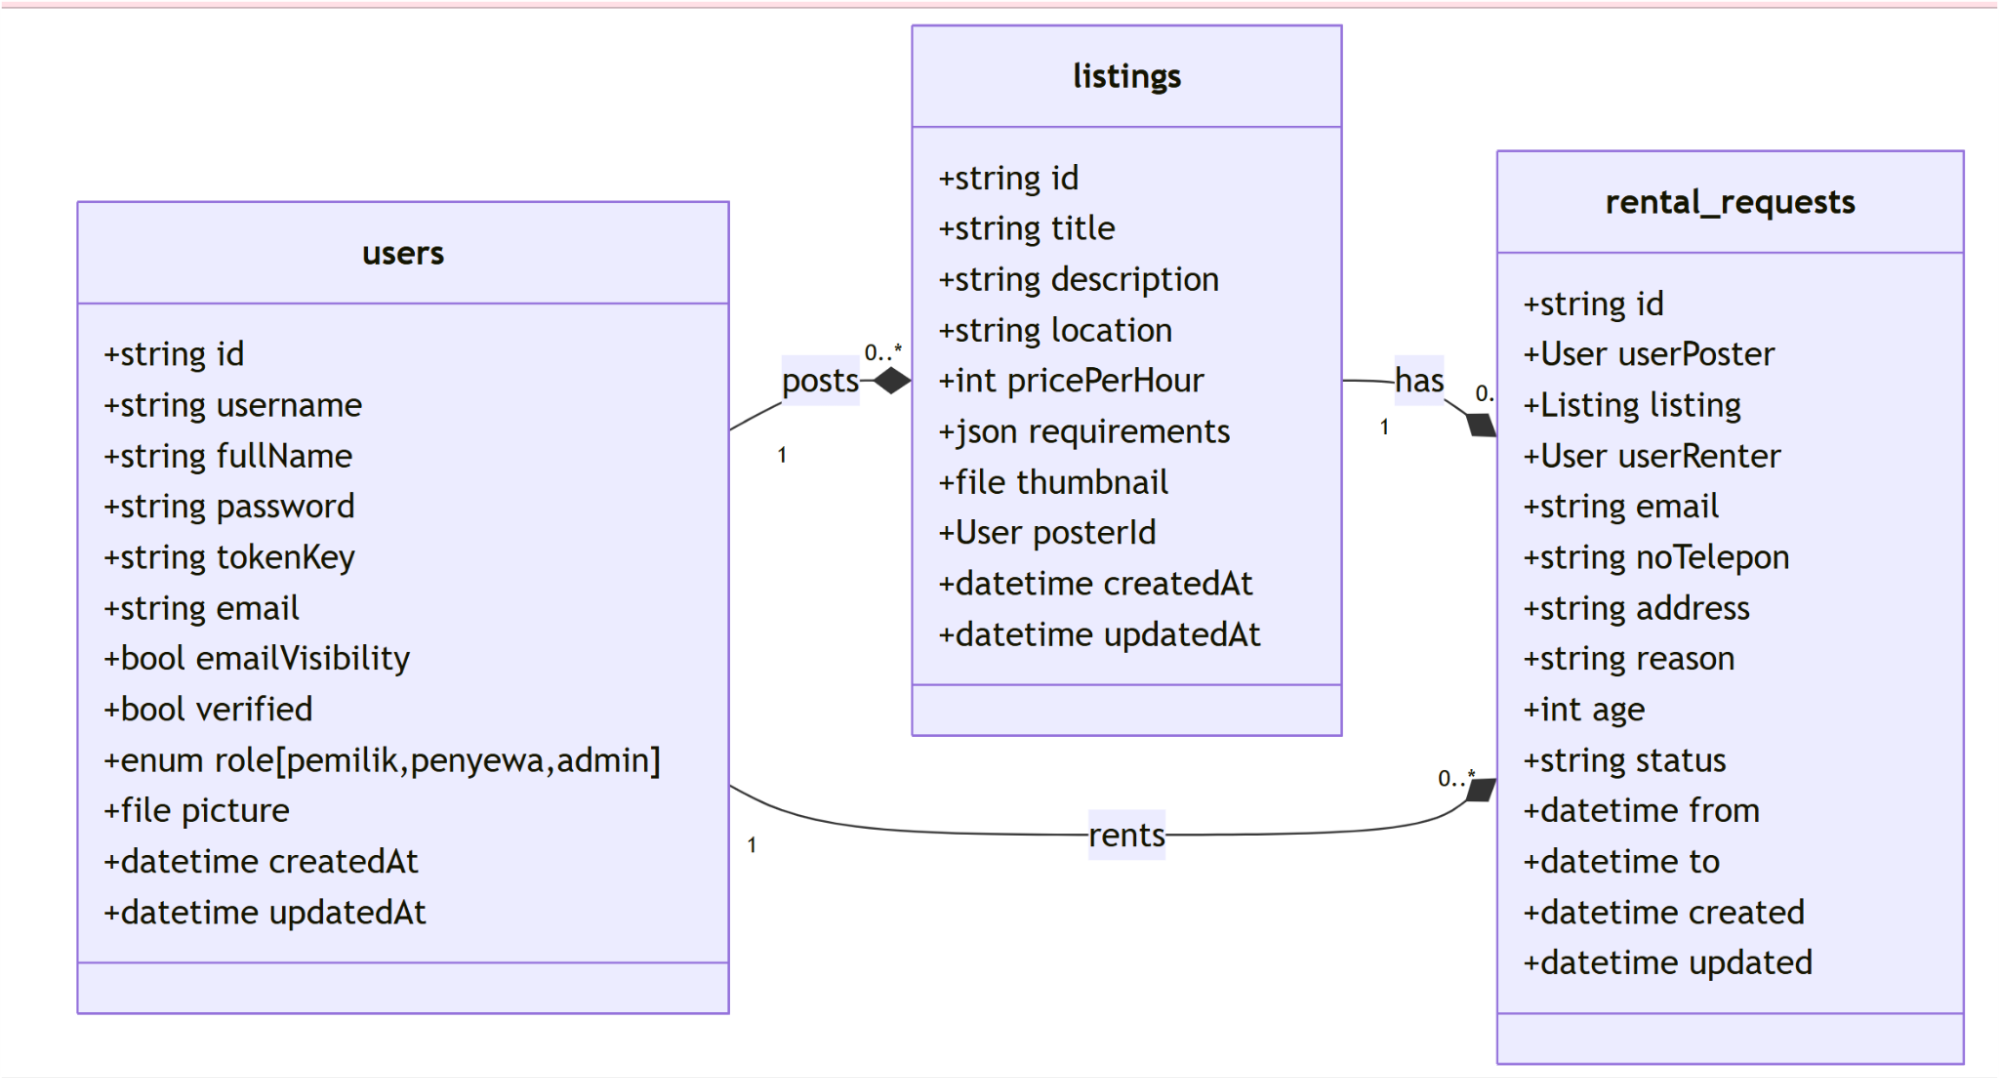 users
+string id
+string username
+string fullName
+string password
+string tokenKey
+string email
+bool emailVisibility
+bool verified
+enum role[pemilik,penyewa,admin]
+file picture
+datetime createdAt
+datetime updatedAt
posts
0..*
1
listings
+string id
+string title
+string description
+string location
+int pricePerHour
+json requirements
+file thumbnail
+User posterId
+datetime createdAt
+datetime updatedAt
has
0.
1
rents
0..*
1
rental_requests
+string id
+User userPoster
+Listing listing
+User userRenter
+string email
+string noTelepon
+string address
+string reason
+int age
+string status
+datetime from
+datetime to
+datetime created
+datetime updated